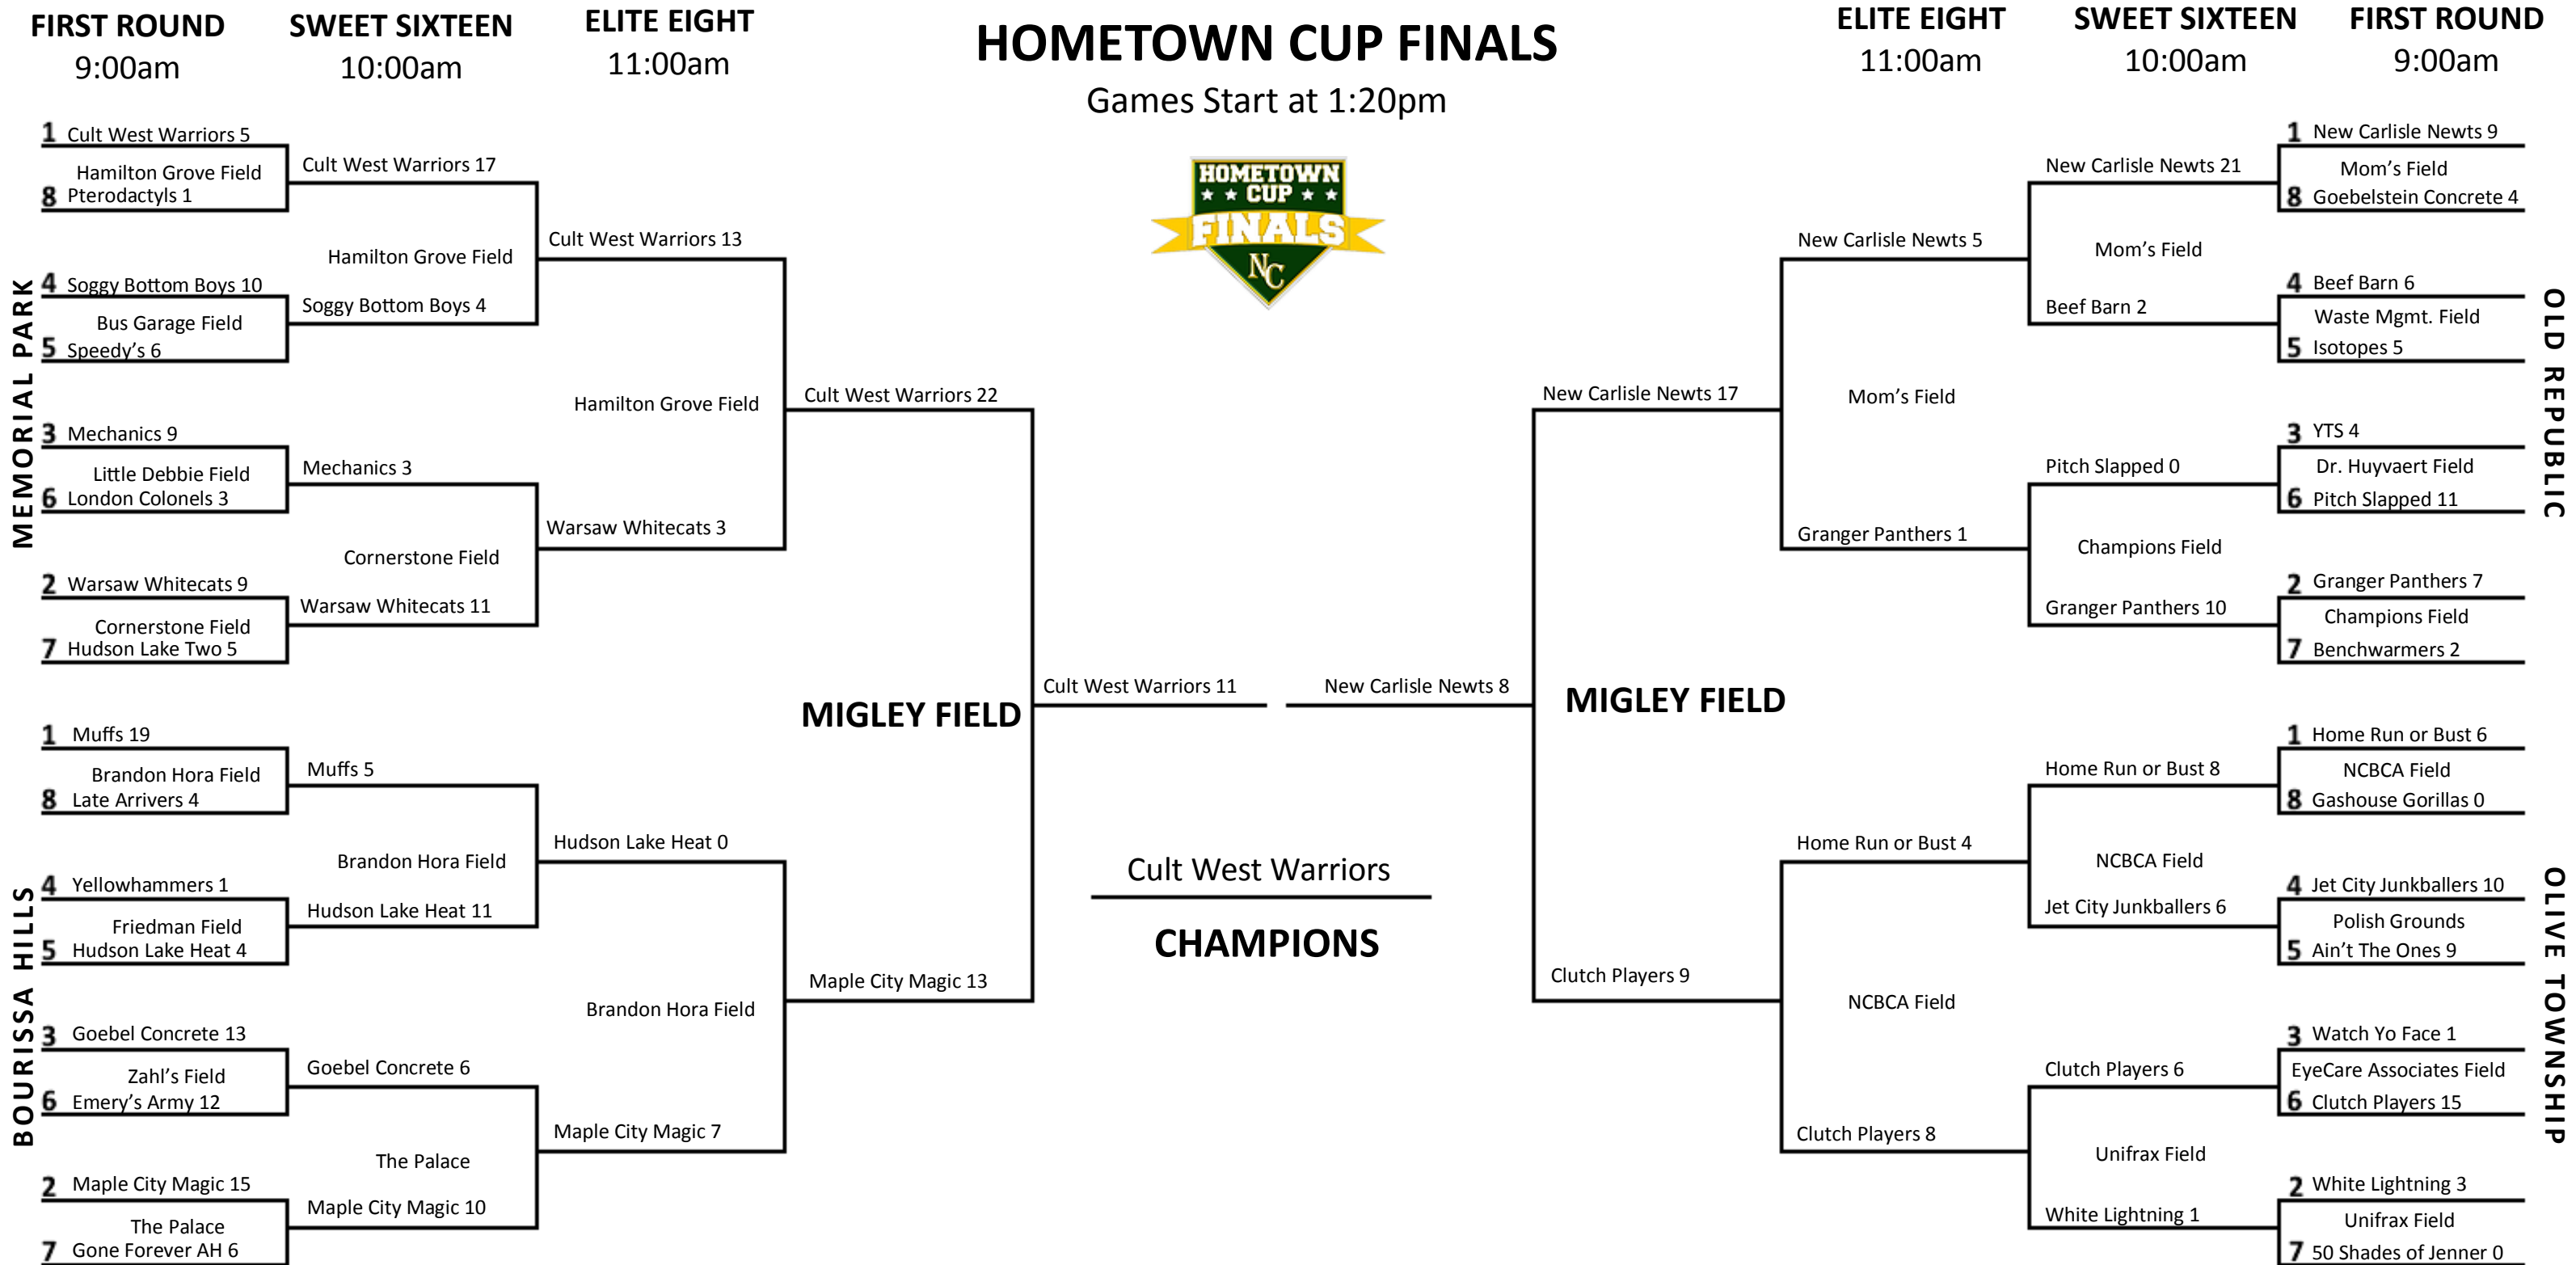 FIRST ROUND
9:00am
SWEET SIXTEEN
10:00am
ELITE EIGHT
11:00am
HOMETOWN CUP FINALS
Games Start at 1:20pm
ELITE EIGHT
11:00am
SWEET SIXTEEN
10:00am
FIRST ROUND
9:00am
HOMETOWN
CUP
FINALS
NC
MEMORIAL PARK
1 Cult West Warriors 5
Hamilton Grove Field
8 Pterodactyls 1
4 Soggy Bottom Boys 10
Bus Garage Field
5 Speedy's 6
3 Mechanics 9
Little Debbie Field
6 London Colonels 3
2 Warsaw Whitecats 9
Cornerstone Field
7 Hudson Lake Two 5
Cult West Warriors 17
Hamilton Grove Field
Soggy Bottom Boys 4
Mechanics 3
Cornerstone Field
Warsaw Whitecats 11
Cult West Warriors 13
Hamilton Grove Field
Warsaw Whitecats 3
BOURISSA HILLS
1 Muffs 19
Brandon Hora Field
8 Late Arrivers 4
4 Yellowhammers 1
Friedman Field
5 Hudson Lake Heat 4
3 Goebel Concrete 13
Zahl's Field
6 Emery's Army 12
2 Maple City Magic 15
The Palace
7 Gone Forever AH 6
Muffs 5
Brandon Hora Field
Hudson Lake Heat 11
Goebel Concrete 6
The Palace
Maple City Magic 10
Hudson Lake Heat 0
Brandon Hora Field
Maple City Magic 7
Cult West Warriors 22
MIGLEY FIELD
Maple City Magic 13
Cult West Warriors 11
New Carlisle Newts 8
Cult West Warriors
CHAMPIONS
New Carlisle Newts 17
MIGLEY FIELD
Clutch Players 9
New Carlisle Newts 5
Mom's Field
Granger Panthers 1
New Carlisle Newts 21
Mom's Field
Beef Barn 2
Pitch Slapped 0
Champions Field
Granger Panthers 10
1 New Carlisle Newts 9
Mom's Field
8 Goebelstein Concrete 4
4 Beef Barn 6
Waste Mgmt. Field
5 Isotopes 5
3 YTS 4
Dr. Huyvaert Field
6 Pitch Slapped 11
2 Granger Panthers 7
Champions Field
7 Benchwarmers 2
OLD REPUBLIC
Home Run or Bust 4
NCBCA Field
Clutch Players 8
Home Run or Bust 8
NCBCA Field
Jet City Junkballers 6
Clutch Players 6
Unifrax Field
White Lightning 1
1 Home Run or Bust 6
NCBCA Field
8 Gashouse Gorillas 0
4 Jet City Junkballers 10
Polish Grounds
5 Ain't The Ones 9
3 Watch Yo Face 1
EyeCare Associates Field
6 Clutch Players 15
2 White Lightning 3
Unifrax Field
7 50 Shades of Jenner 0
OLIVE TOWNSHIP